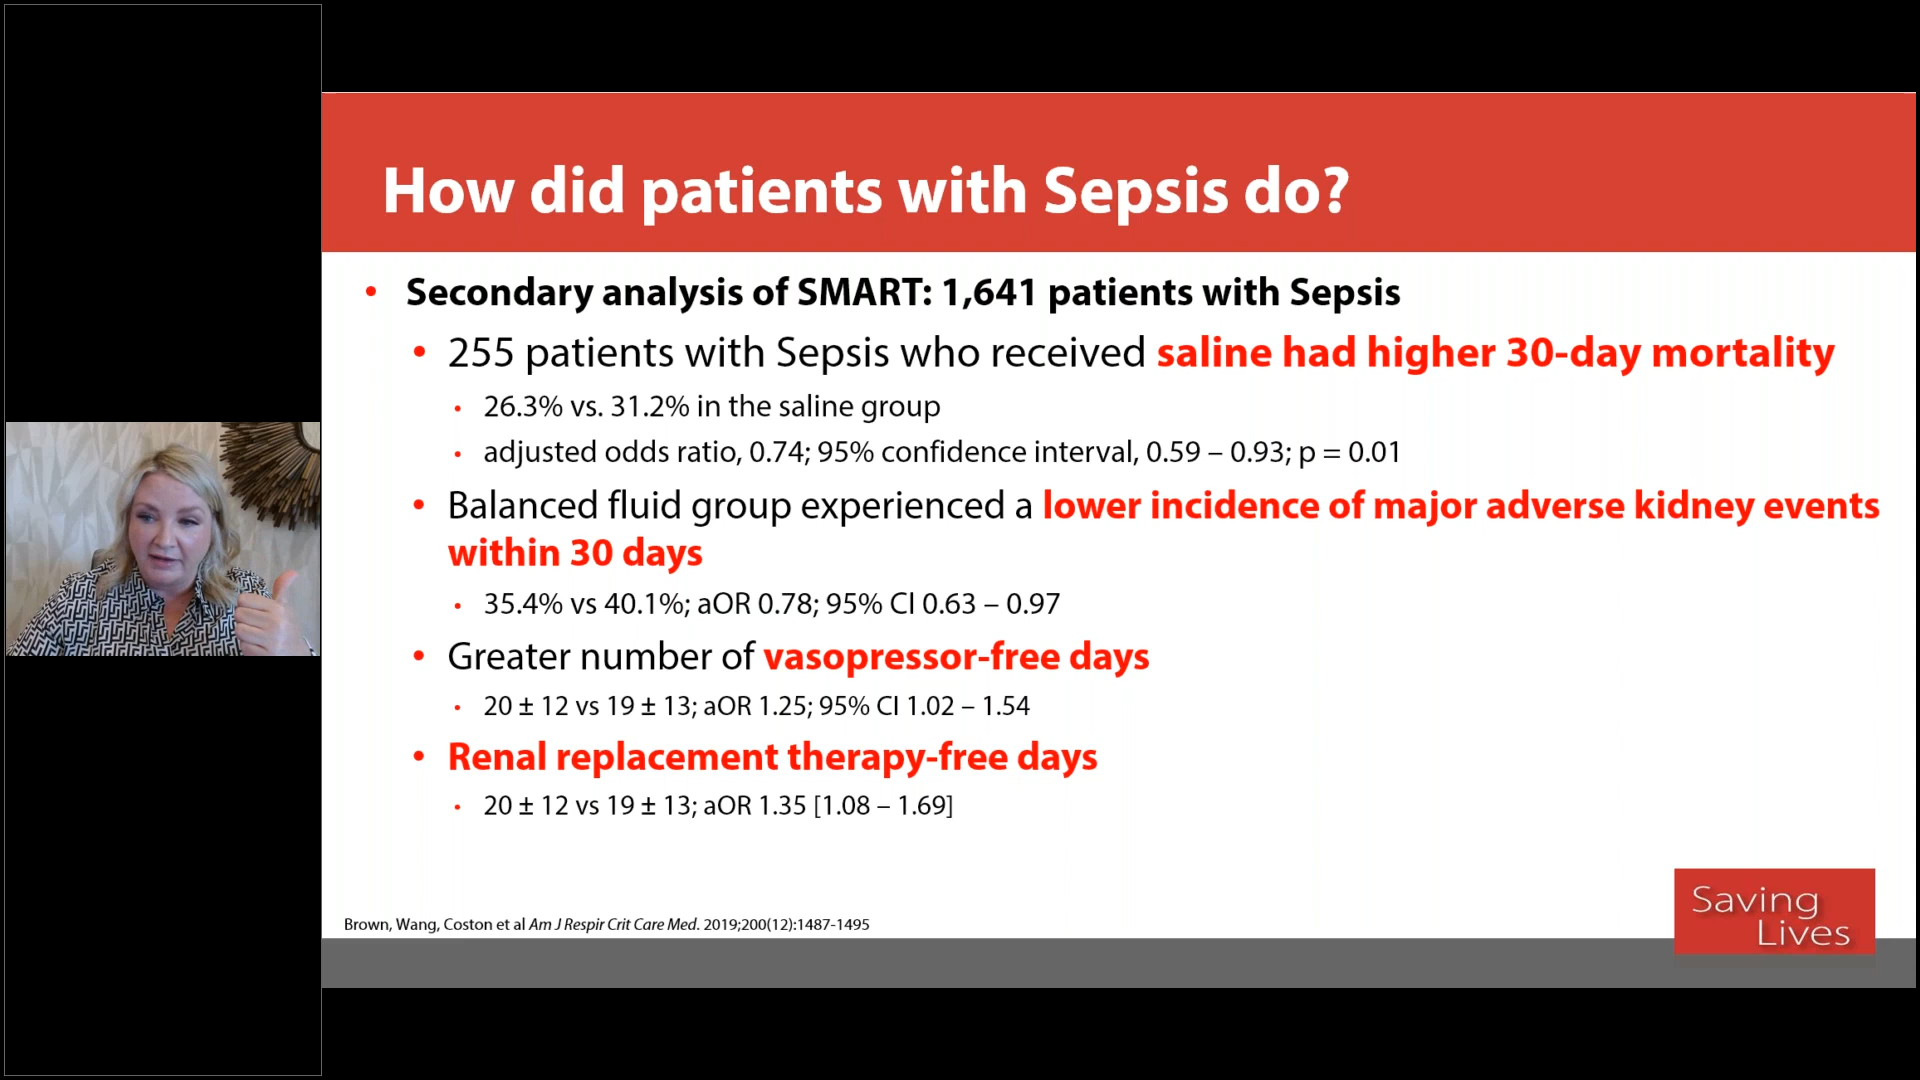 How did patients with Sepsis do?
• Secondary analysis of SMART: 1,641 patients with Sepsis
• 255 patients with Sepsis who received saline had higher 30-day mortality
• 26.3% vs. 31.2% in the saline group
• adjusted odds ratio, 0.74; 95% confidence interval, 0.59 – 0.93; p = 0.01
• Balanced fluid group experienced a lower incidence of major adverse kidney events
within 30 days
• 35.4% vs 40.1%; aOR 0.78; 95% CI 0.63 – 0.97
• Greater number of vasopressor-free days
• 20 ± 12 vs 19 ± 13; aOR 1.25; 95% CI 1.02 – 1.54
• Renal replacement therapy-free days
• 20 ± 12 vs 19 ± 13; aOR 1.35 [1.08 – 1.69]
Brown, Wang, Coston et al Am J Respir Crit Care Med. 2019;200(12):1487-1495
Saving
Lives